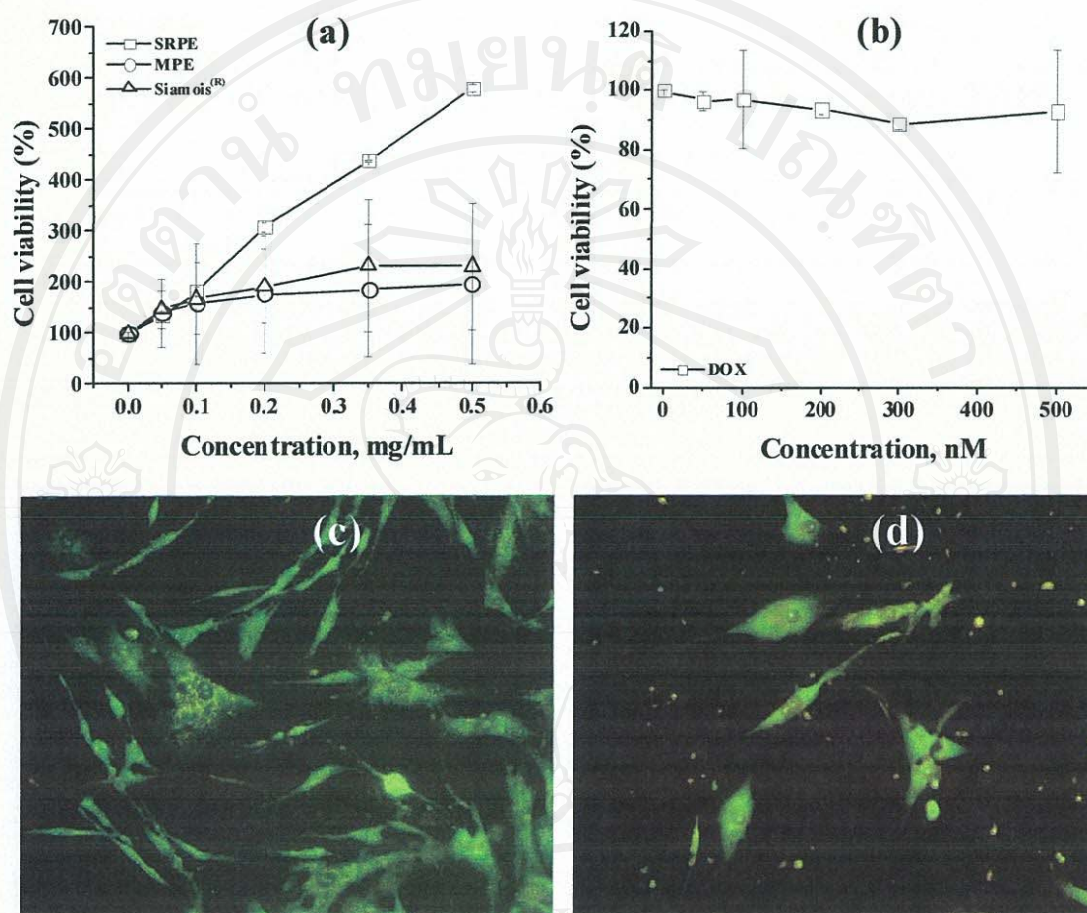 (a)
SRPE
MPE
Siamois(R)
Cell viability (%)
700
600
500
400
300
200
100
0
0.0 0.1 0.2 0.3 0.4 0.5 0.6
Concentration, mg/mL
(b)
DOX
Cell viability (%)
120
100
80
60
40
20
0
0 100 200 300 400 500
Concentration, nM
(c)
(d)